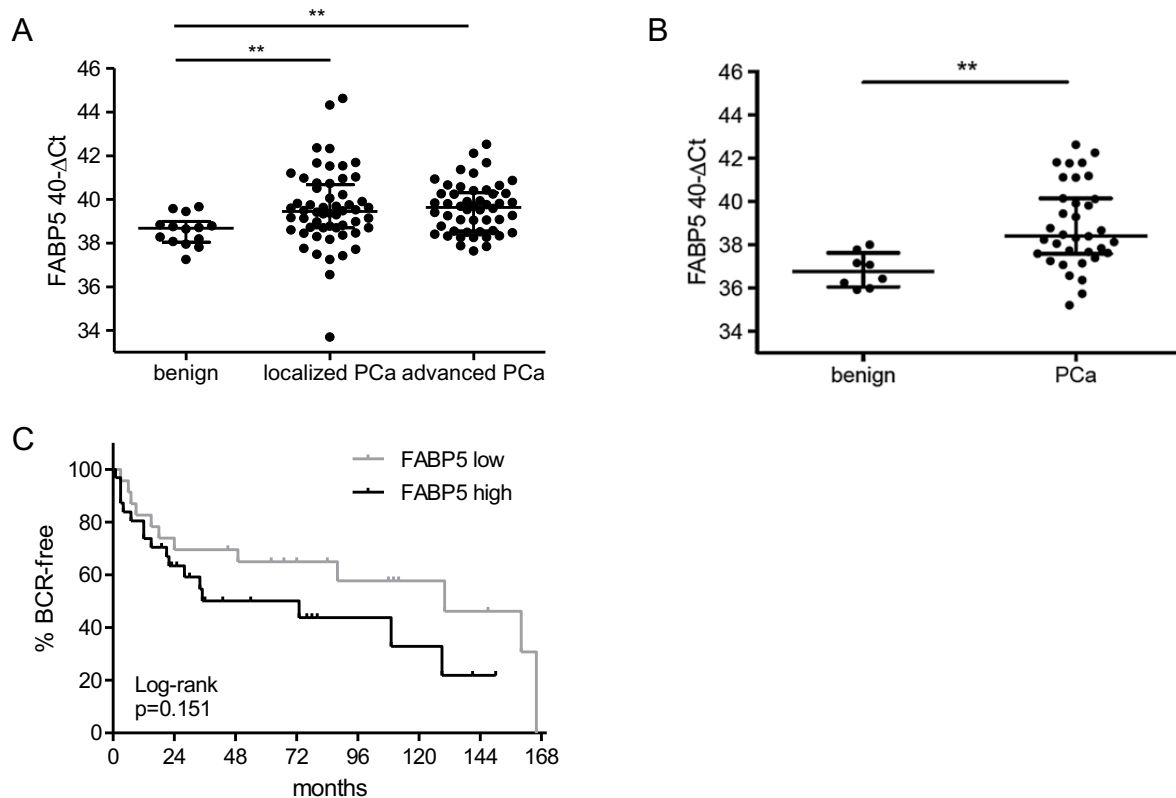 A
**
**
FABP5 40-ΔCt
46
44
42
40
38
36
34
benign
localized PCa
advanced PCa
B
**
FABP5 40-ΔCt
46
44
42
40
38
36
34
benign
PCa
C
FABP5 low
FABP5 high
% BCR-free
100
80
60
40
20
0
Log-rank
p=0.151
0 24 48 72 96 120 144 168
months